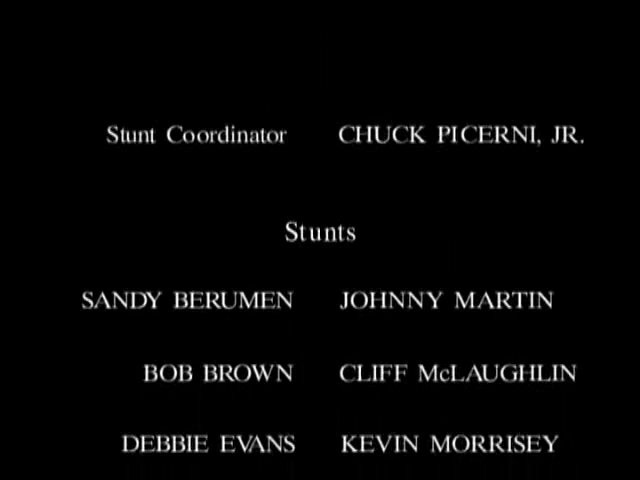 Stunt Coordinator CHUCK PICERNI, JR.
Stunts
SANDY BERUMEN JOHNNY MARTIN
BOB BROWN CLIFF McLAUGHLIN
DEBBIE EVANS KEVIN MORRISEY